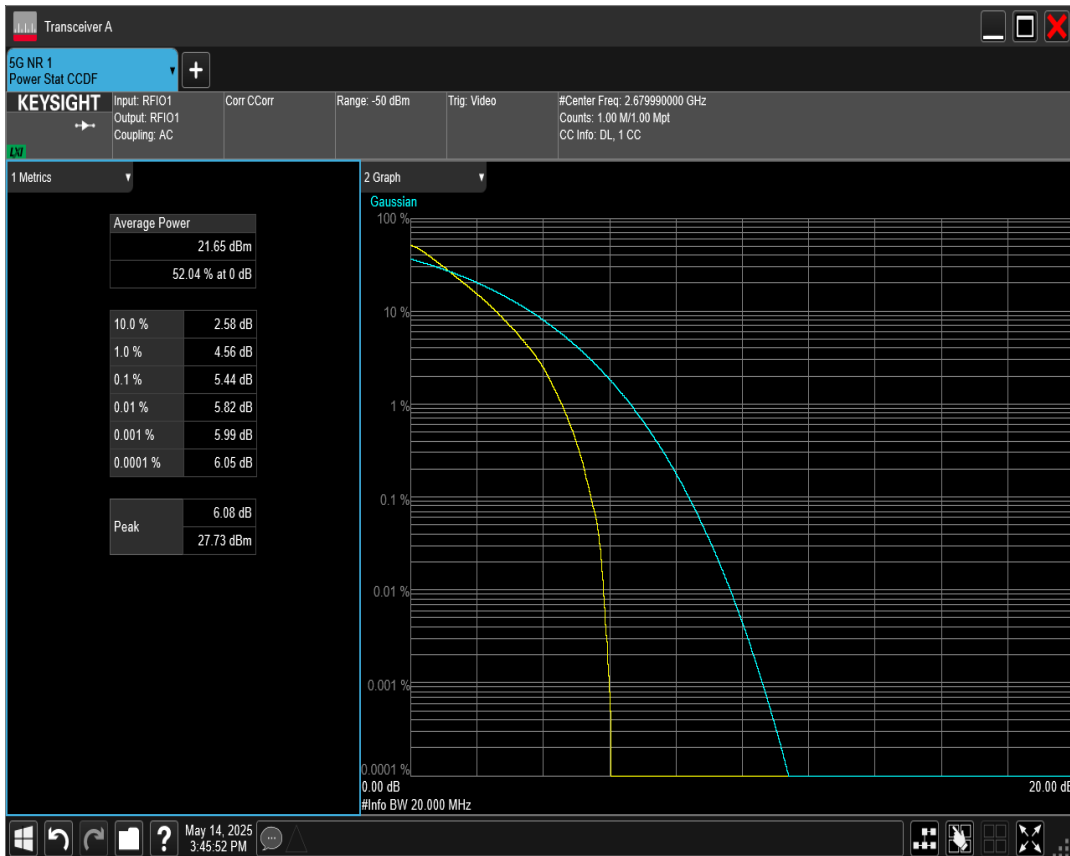 Transceiver A
5G NR 1
Power Stat CCDF
+
KEYSIGHT
LXI
Input: RFIO1
Output: RFIO1
Coupling: AC
Corr CCorr
Range: -50 dBm
Trig: Video
#Center Freq: 2.679990000 GHz
Counts: 1.00 M/1.00 Mpt
CC Info: DL, 1 CC
1 Metrics
Average Power
21.65 dBm
52.04 % at 0 dB
10.0 % 2.58 dB
1.0 % 4.56 dB
0.1 % 5.44 dB
0.01 % 5.82 dB
0.001 % 5.99 dB
0.0001 % 6.05 dB
Peak 6.08 dB
27.73 dBm
2 Graph
Gaussian
100 %
10 %
1 %
0.1 %
0.01 %
0.001 %
0.0001 %
0.00 dB
20.00 dB
#Info BW 20.000 MHz
?
May 14, 2025
3:45:52 PM